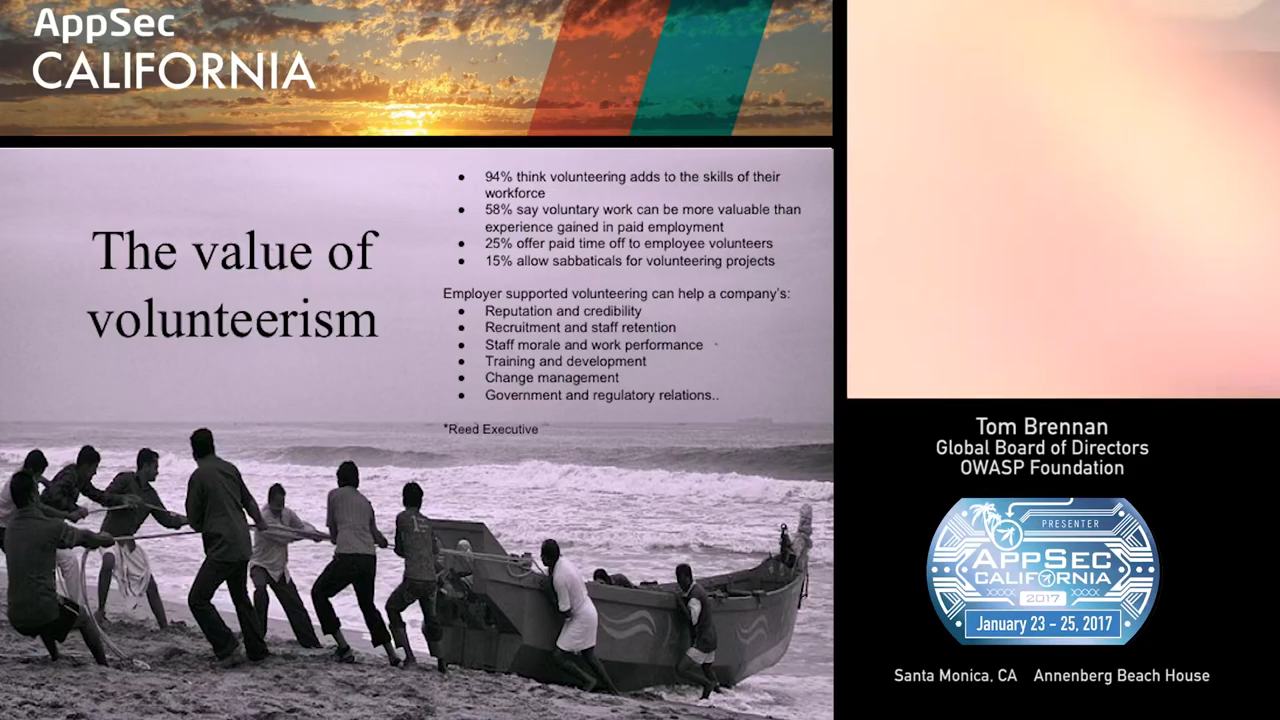 AppSec
CALIFORNIA
The value of
volunteerism
• 94% think volunteering adds to the skills of their
workforce
• 58% say voluntary work can be more valuable than
experience gained in paid employment
• 25% offer paid time off to employee volunteers
• 15% allow sabbaticals for volunteering projects
Employer supported volunteering can help a company's:
• Reputation and credibility
• Recruitment and staff retention
• Staff morale and work performance
• Training and development
• Change management
• Government and regulatory relations..
*Reed Executive
Tom Brennan
Global Board of Directors
OWASP Foundation
PRESENTER
APPSEC
CALIFORNIA
XXXX 2017 XXXX
January 23 - 25, 2017
Santa Monica, CA Annenberg Beach House